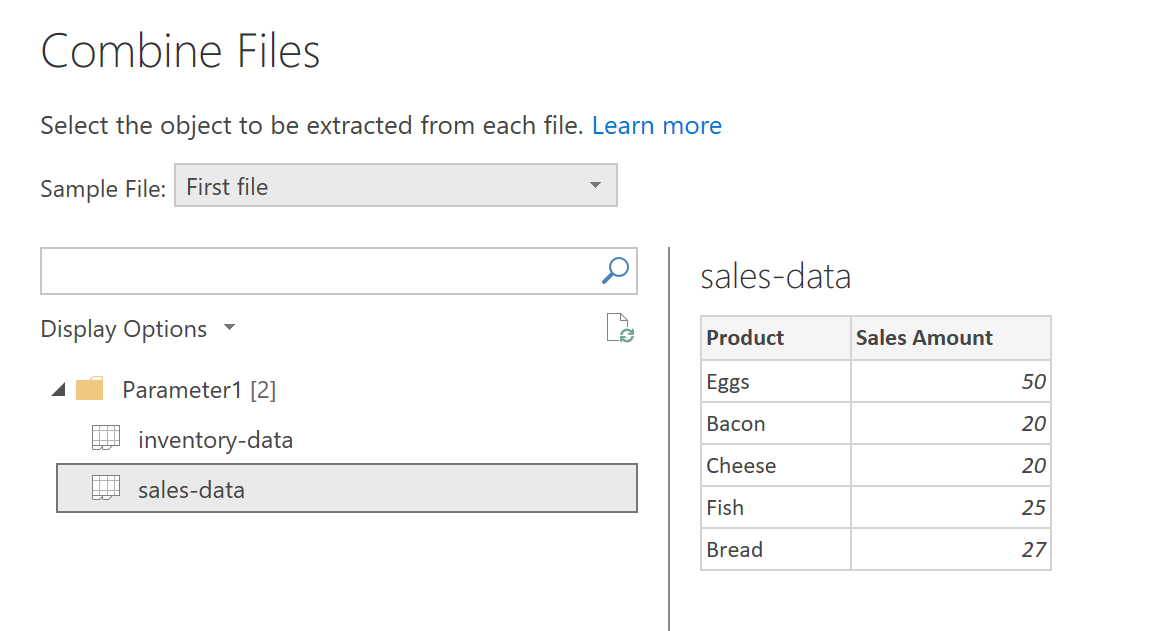 Combine Files
Select the object to be extracted from each file. Learn more
Sample File: First file
Display Options
Parameter1 [2]
inventory-data
sales-data
sales-data
Product Sales Amount
Eggs 50
Bacon 20
Cheese 20
Fish 25
Bread 27